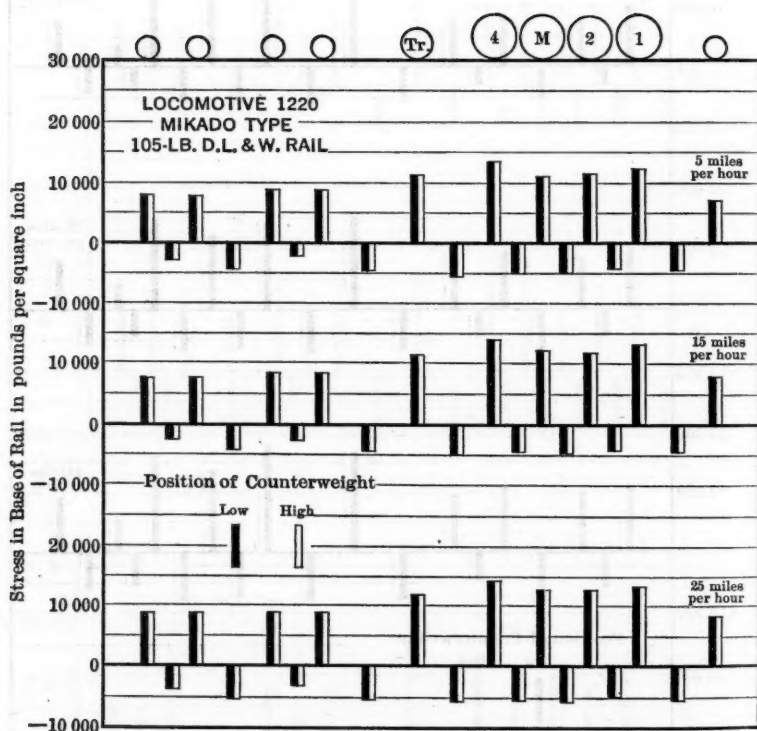 Tr. 4 M 2 1
30 000
LOCOMOTIVE 1220
20 000
MIKADO TYPE
105-LB. D.L. & W. RAIL
5 miles
per hour
10 000
0
—10 000
15 miles
per hour
10 000
0
—10 000
Position of Counterweight
Low High
20 000
25 miles
per hour
10 000
0
—10 000
Stress in Base of Rail in pounds per square inch